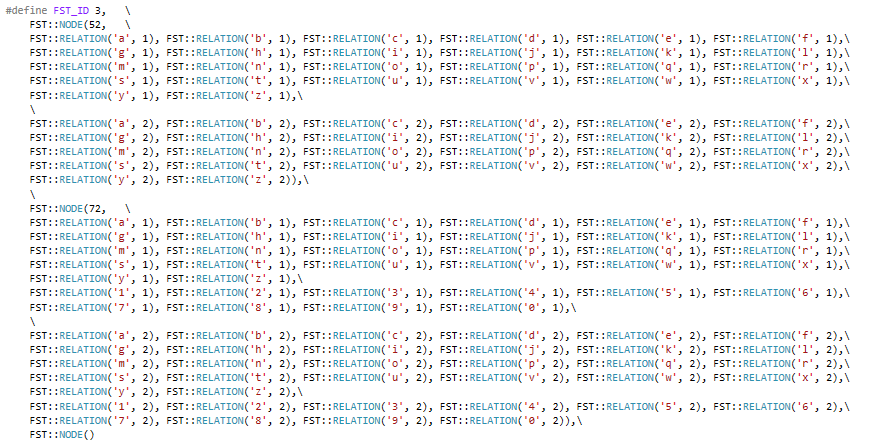 #define FST_ID 3,   \
    FST::NODE(52,   \
    FST::RELATION('a', 1), FST::RELATION('b', 1), FST::RELATION('c', 1), FST::RELATION('d', 1), FST::RELATION('e', 1), FST::RELATION('f', 1),\
    FST::RELATION('g', 1), FST::RELATION('h', 1), FST::RELATION('i', 1), FST::RELATION('j', 1), FST::RELATION('k', 1), FST::RELATION('l', 1),\
    FST::RELATION('m', 1), FST::RELATION('n', 1), FST::RELATION('o', 1), FST::RELATION('p', 1), FST::RELATION('q', 1), FST::RELATION('r', 1),\
    FST::RELATION('s', 1), FST::RELATION('t', 1), FST::RELATION('u', 1), FST::RELATION('v', 1), FST::RELATION('w', 1), FST::RELATION('x', 1),\
    FST::RELATION('y', 1), FST::RELATION('z', 1),\
    \
    FST::RELATION('a', 2), FST::RELATION('b', 2), FST::RELATION('c', 2), FST::RELATION('d', 2), FST::RELATION('e', 2), FST::RELATION('f', 2),\
    FST::RELATION('g', 2), FST::RELATION('h', 2), FST::RELATION('i', 2), FST::RELATION('j', 2), FST::RELATION('k', 2), FST::RELATION('l', 2),\
    FST::RELATION('m', 2), FST::RELATION('n', 2), FST::RELATION('o', 2), FST::RELATION('p', 2), FST::RELATION('q', 2), FST::RELATION('r', 2),\
    FST::RELATION('s', 2), FST::RELATION('t', 2), FST::RELATION('u', 2), FST::RELATION('v', 2), FST::RELATION('w', 2), FST::RELATION('x', 2),\
    FST::RELATION('y', 2), FST::RELATION('z', 2)),\
    \
    FST::NODE(72,   \
    FST::RELATION('a', 1), FST::RELATION('b', 1), FST::RELATION('c', 1), FST::RELATION('d', 1), FST::RELATION('e', 1), FST::RELATION('f', 1),\
    FST::RELATION('g', 1), FST::RELATION('h', 1), FST::RELATION('i', 1), FST::RELATION('j', 1), FST::RELATION('k', 1), FST::RELATION('l', 1),\
    FST::RELATION('m', 1), FST::RELATION('n', 1), FST::RELATION('o', 1), FST::RELATION('p', 1), FST::RELATION('q', 1), FST::RELATION('r', 1),\
    FST::RELATION('s', 1), FST::RELATION('t', 1), FST::RELATION('u', 1), FST::RELATION('v', 1), FST::RELATION('w', 1), FST::RELATION('x', 1),\
    FST::RELATION('y', 1), FST::RELATION('z', 1),\
    FST::RELATION('1', 1), FST::RELATION('2', 1), FST::RELATION('3', 1), FST::RELATION('4', 1), FST::RELATION('5', 1), FST::RELATION('6', 1),\
    FST::RELATION('7', 1), FST::RELATION('8', 1), FST::RELATION('9', 1), FST::RELATION('0', 1),\
    \
    FST::RELATION('a', 2), FST::RELATION('b', 2), FST::RELATION('c', 2), FST::RELATION('d', 2), FST::RELATION('e', 2), FST::RELATION('f', 2),\
    FST::RELATION('g', 2), FST::RELATION('h', 2), FST::RELATION('i', 2), FST::RELATION('j', 2), FST::RELATION('k', 2), FST::RELATION('l', 2),\
    FST::RELATION('m', 2), FST::RELATION('n', 2), FST::RELATION('o', 2), FST::RELATION('p', 2), FST::RELATION('q', 2), FST::RELATION('r', 2),\
    FST::RELATION('s', 2), FST::RELATION('t', 2), FST::RELATION('u', 2), FST::RELATION('v', 2), FST::RELATION('w', 2), FST::RELATION('x', 2),\
    FST::RELATION('y', 2), FST::RELATION('z', 2),\
    FST::RELATION('1', 2), FST::RELATION('2', 2), FST::RELATION('3', 2), FST::RELATION('4', 2), FST::RELATION('5', 2), FST::RELATION('6', 2),\
    FST::RELATION('7', 2), FST::RELATION('8', 2), FST::RELATION('9', 2), FST::RELATION('0', 2)),\
    FST::NODE()